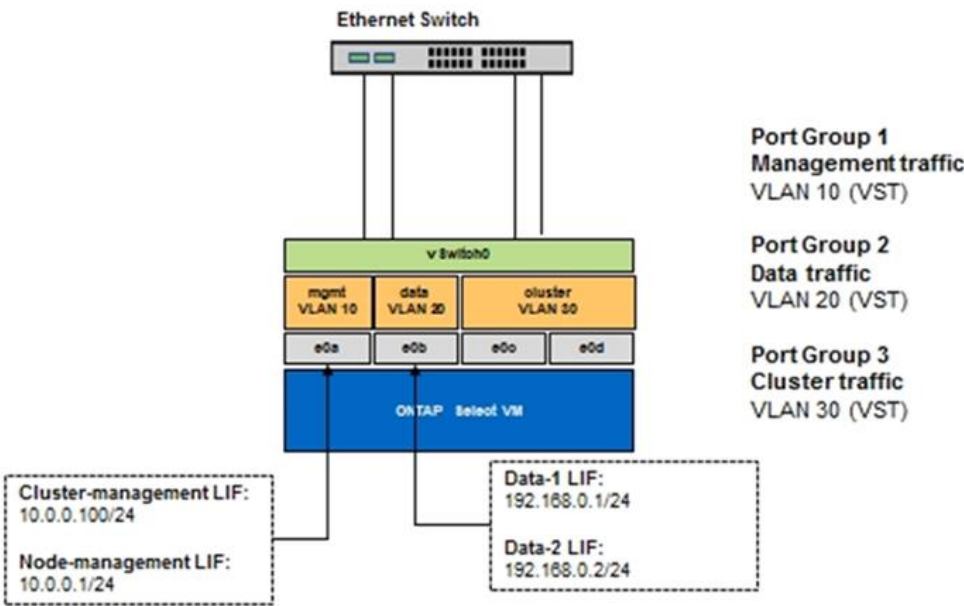 Ethernet Switch
Port Group 1
Management traffic
VLAN 10 (VST)
Port Group 2
Data traffic
VLAN 20 (VST)
Port Group 3
Cluster traffic
VLAN 30 (VST)
vSwitch0
mgmt
VLAN 10
data
VLAN 20
cluster
VLAN 30
e0a
e0b
e0c
e0d
ONTAP Select VM
Cluster-management LIF:
10.0.0.100/24
Node-management LIF:
10.0.0.1/24
Data-1 LIF:
192.168.0.1/24
Data-2 LIF:
192.168.0.2/24